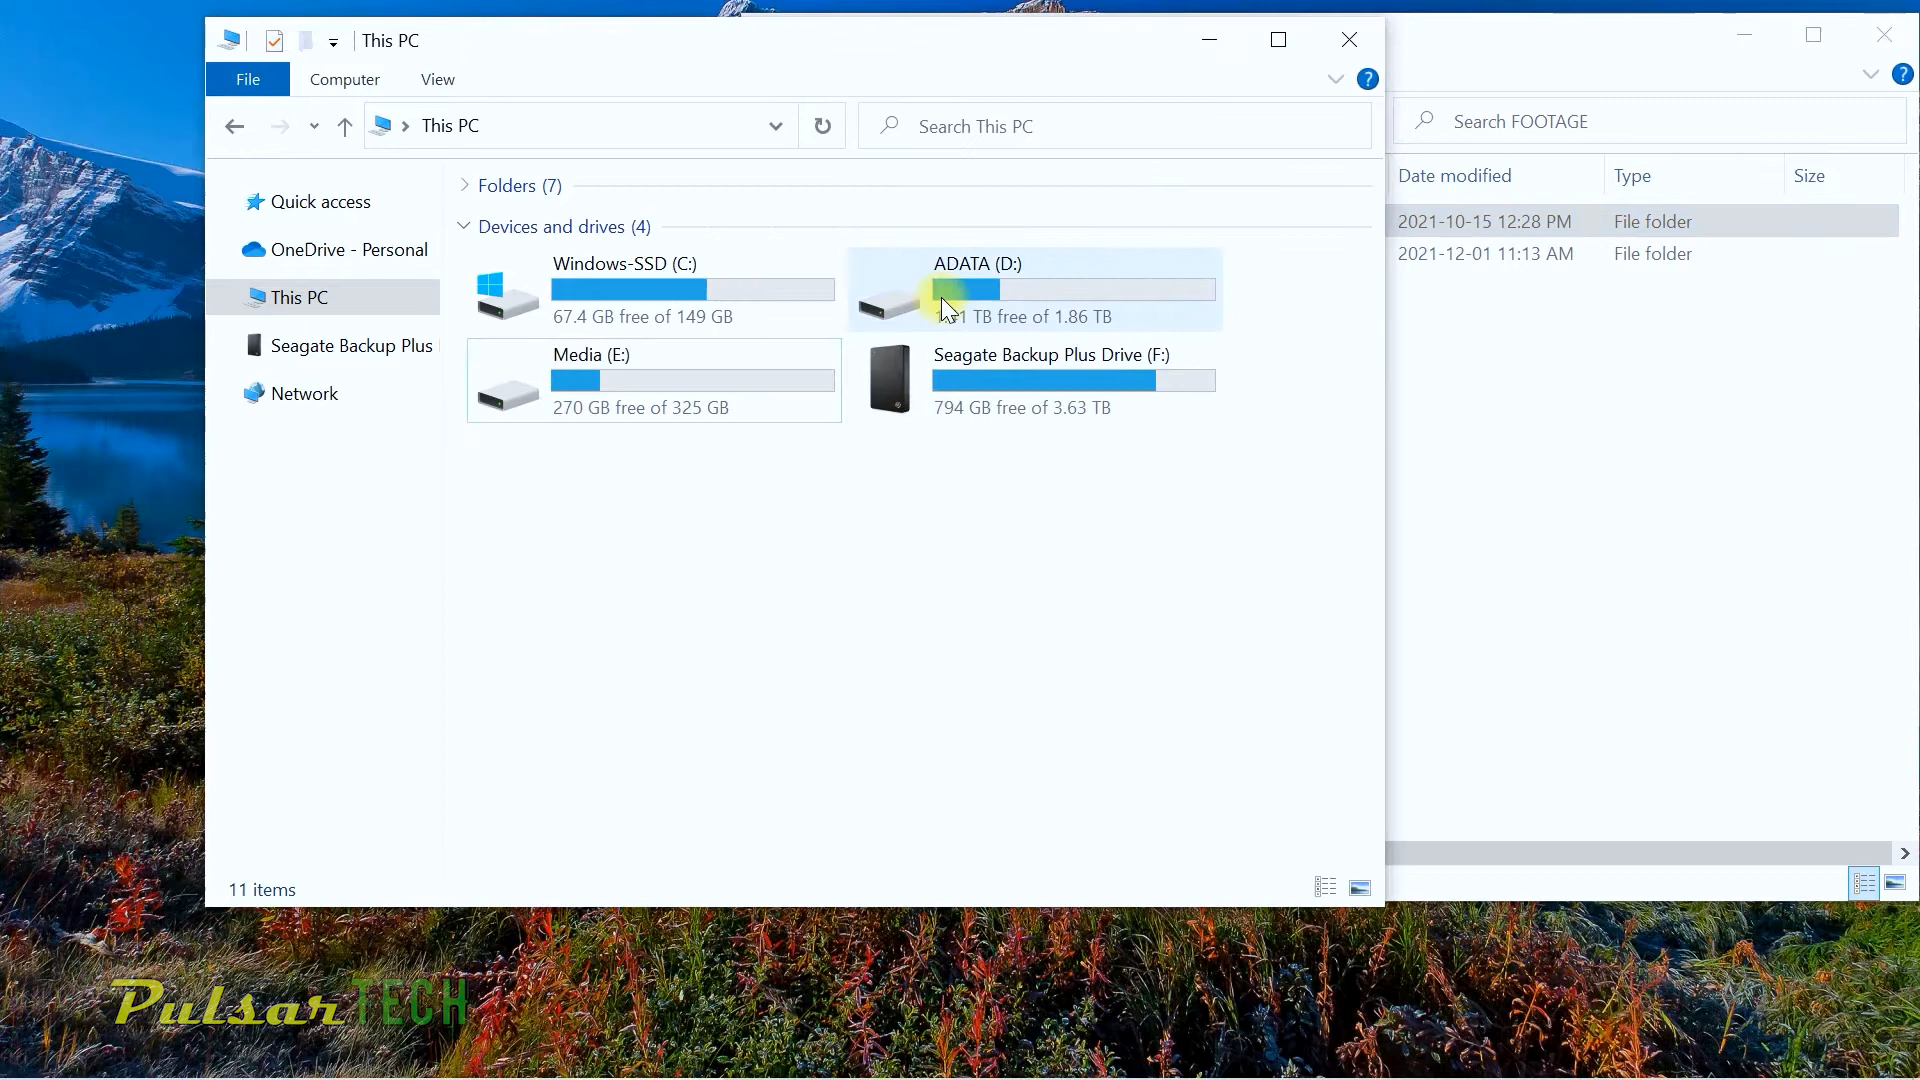 This PC
File
Computer
View
?
This PC
Search This PC
Quick access
OneDrive - Personal
This PC
Seagate Backup Plus
Network
Folders (7)
Devices and drives (4)
Windows-SSD (C:)
67.4 GB free of 149 GB
ADATA (D:)
TB free of 1.86 TB
Media (E:)
270 GB free of 325 GB
Seagate Backup Plus Drive (F:)
794 GB free of 3.63 TB
11 items
?
Search FOOTAGE
Date modified
Type
Size
2021-10-15 12:28 PM
File folder
2021-12-01 11:13 AM
File folder
PulsarTECH